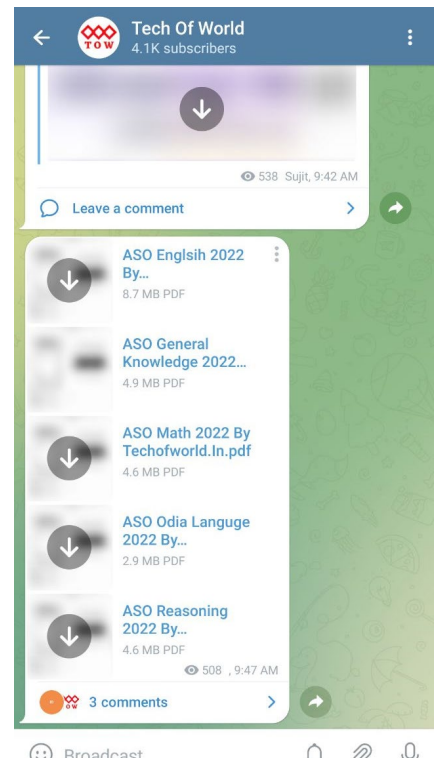 Tech Of World
4.1K subscribers
TOW
538 Sujit, 9:42 AM
Leave a comment
ASO Englsih 2022
By...
8.7 MB PDF
ASO General
Knowledge 2022...
4.9 MB PDF
ASO Math 2022 By
Techofworld.In.pdf
4.6 MB PDF
ASO Odia Languge
2022 By...
2.9 MB PDF
ASO Reasoning
2022 By...
4.6 MB PDF
508 , 9:47 AM
TOW
3 comments
Broadcast